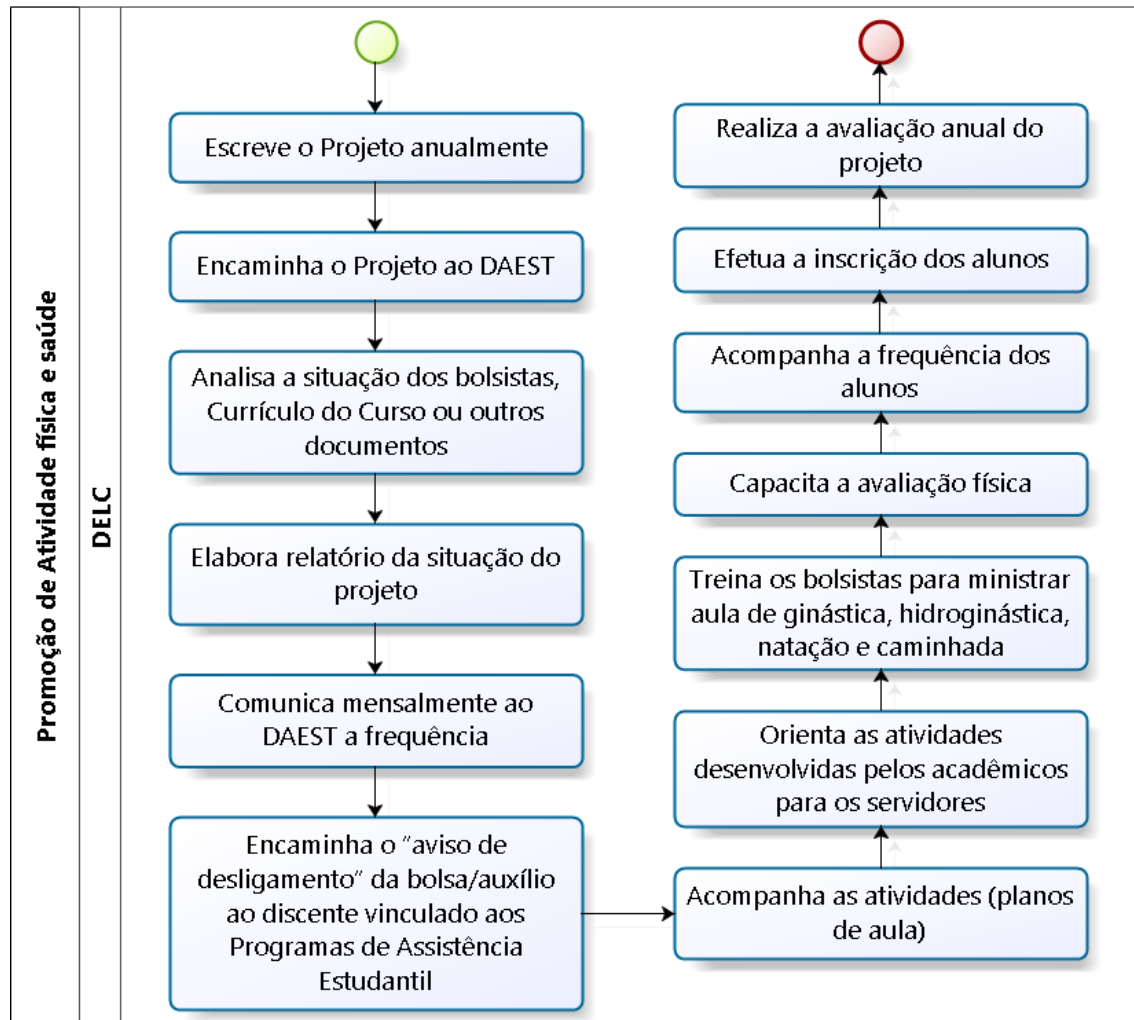 Promoção de Atividade física e saúde
DELC
Escreve o Projeto anualmente
Encaminha o Projeto ao DAEST
Analisa a situação dos bolsistas,
Currículo do Curso ou outros
documentos
Elabora relatório da situação do
projeto
Comunica mensalmente ao
DAEST a frequência
Encaminha o "aviso de
desligamento" da bolsa/auxílio
ao discente vinculado aos
Programas de Assistência
Estudantil
Acompanha as atividades (planos
de aula)
Orienta as atividades
desenvolvidas pelos acadêmicos
para os servidores
Treina os bolsistas para ministrar
aula de ginástica, hidroginástica,
natação e caminhada
Capacita a avaliação física
Acompanha a frequência dos
alunos
Efetua a inscrição dos alunos
Realiza a avaliação anual do
projeto